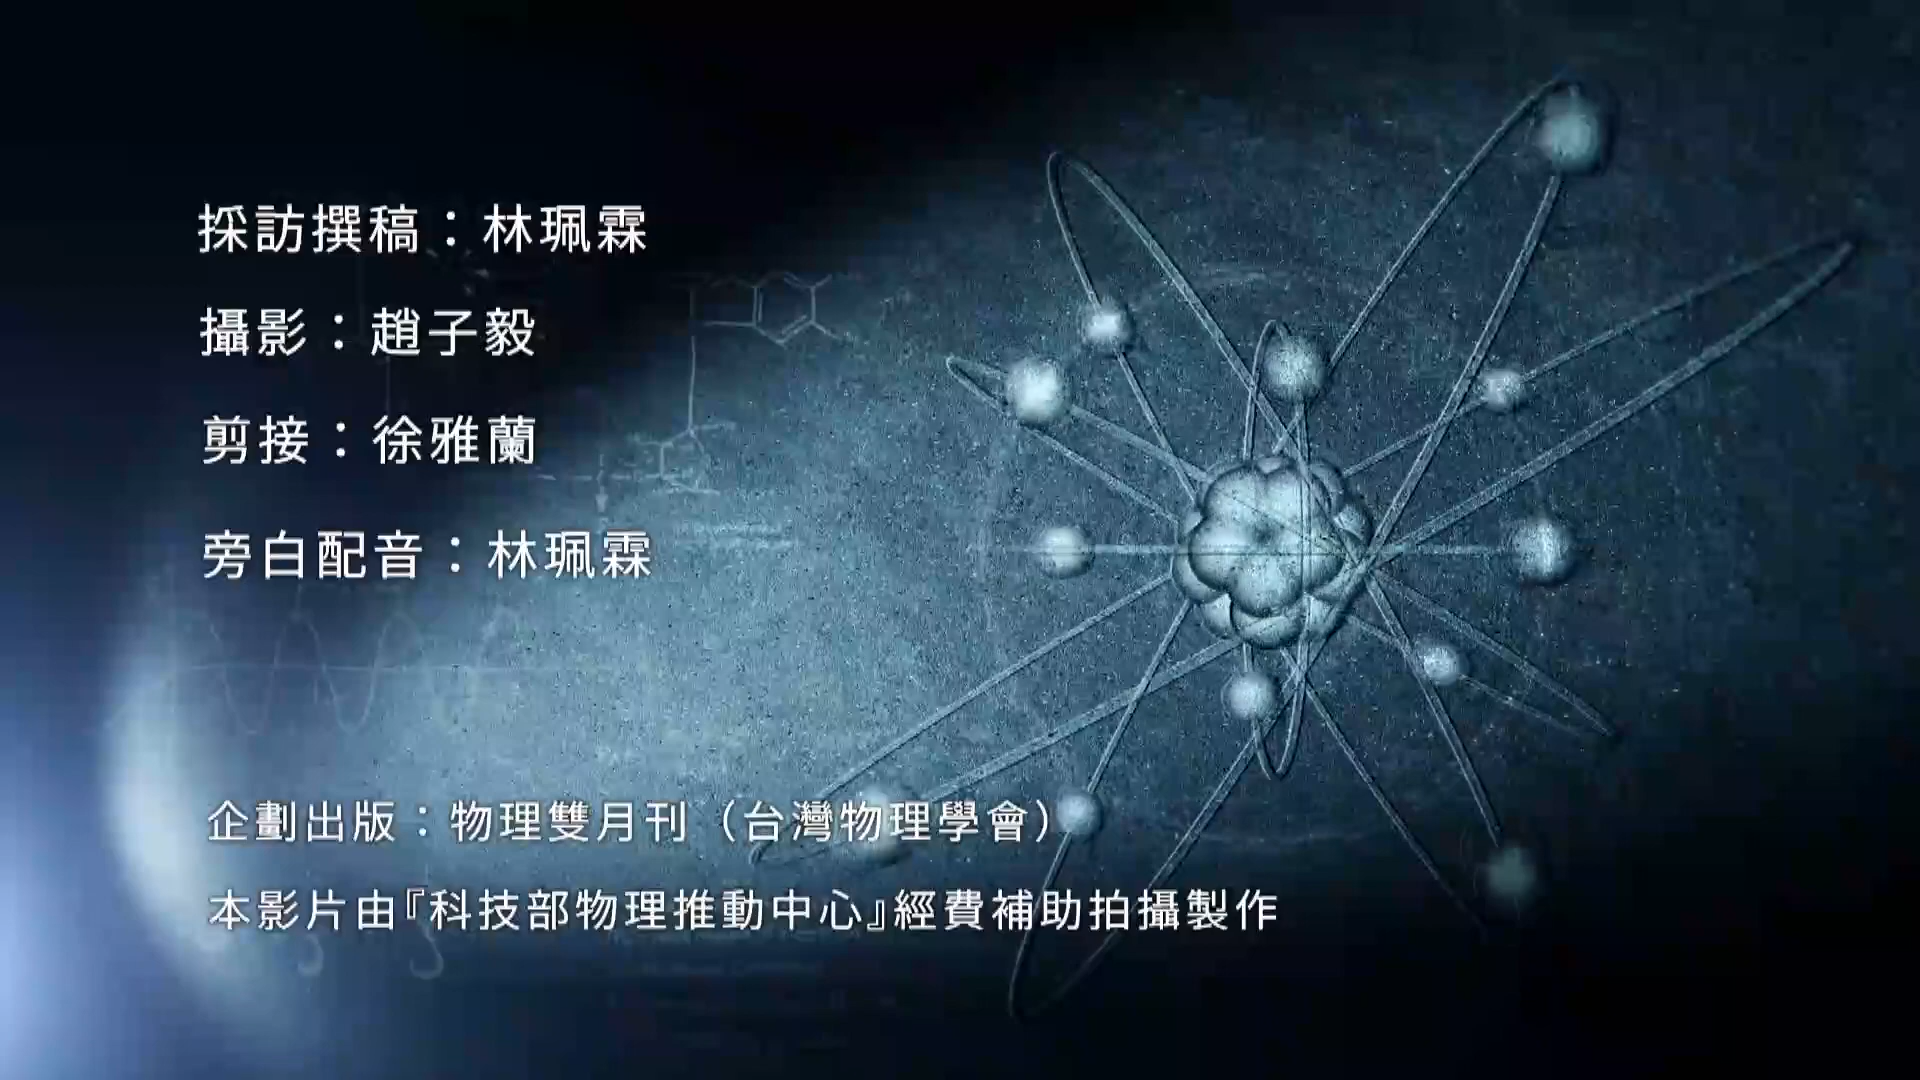 採訪撰稿：林珮霖
攝影：趙子毅
剪接：徐雅蘭
旁白配音：林珮霖
企劃出版：物理雙月刊（台灣物理學會）
本影片由『科技部物理推動中心』經費補助拍攝製作